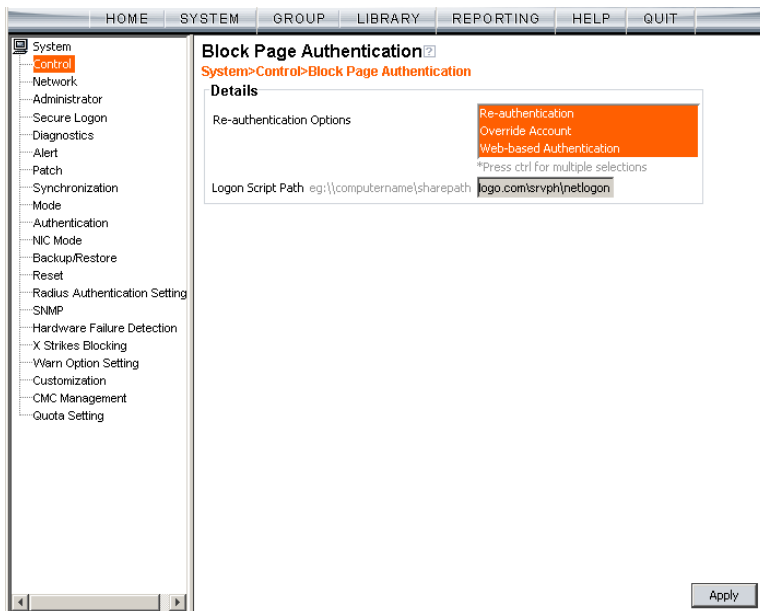 HOME SYSTEM GROUP LIBRARY REPORTING HELP QUIT
System
Control
Network
Administrator
Secure Logon
Diagnostics
Alert
Patch
Synchronization
Mode
Authentication
NIC Mode
Backup/Restore
Reset
Radius Authentication Setting
SNMP
Hardware Failure Detection
X Strikes Blocking
Warn Option Setting
Customization
CMC Management
Quota Setting
Block Page Authentication ?
System>Control>Block Page Authentication
Details
Re-authentication Options
Re-authentication
Override Account
Web-based Authentication
*Press ctrl for multiple selections
Logon Script Path eg:\\computername\sharepath logo.com\srvph\netlogon
Apply